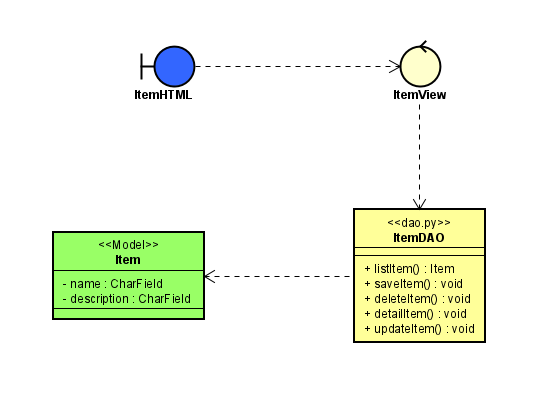 ItemHTML
ItemView
<<dao.py>>
ItemDAO
+ listItem() : Item
+ saveItem() : void
+ deleteItem() : void
+ detailItem() : void
+ updateItem() : void
<<Model>>
Item
- name : CharField
- description : CharField